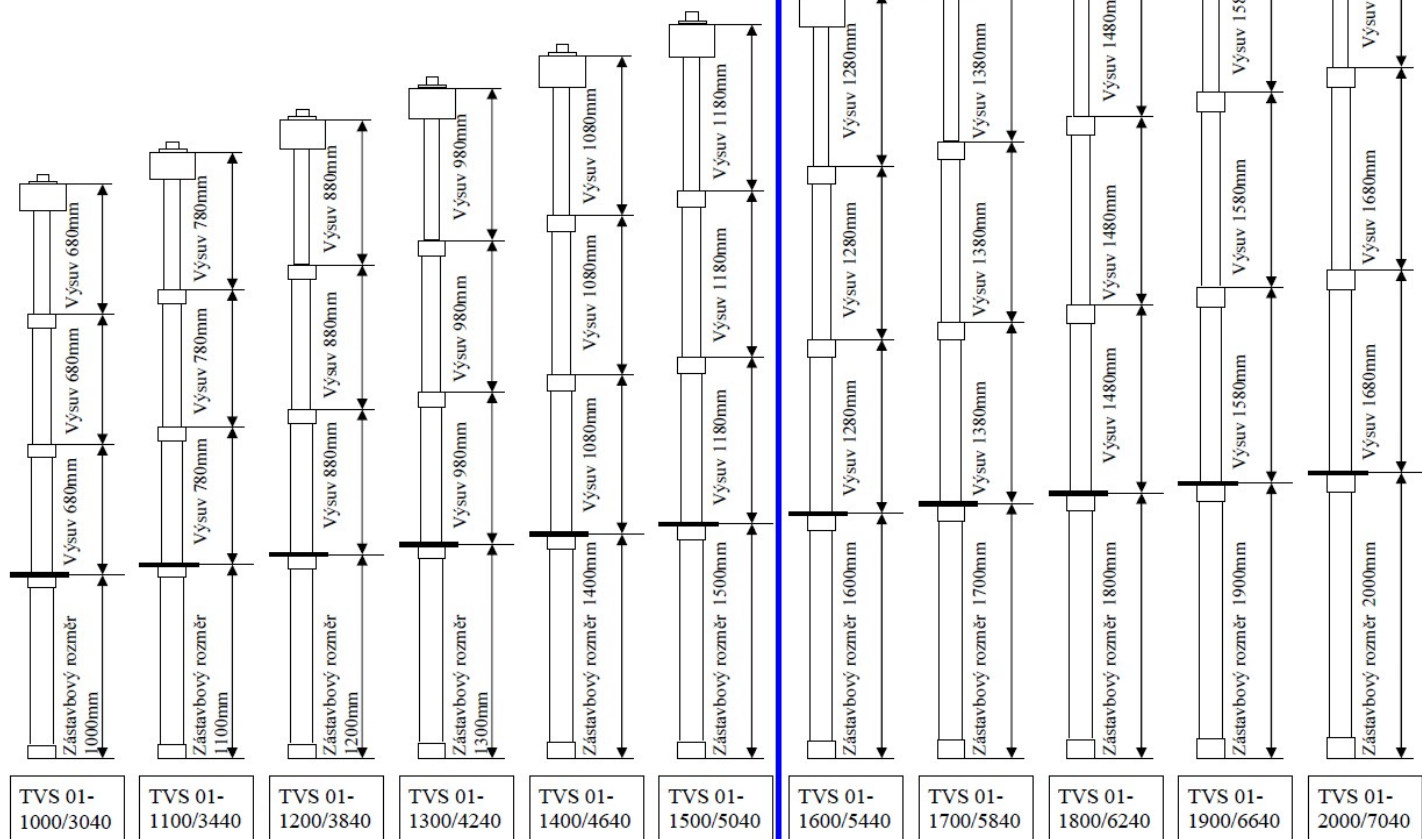 Výsuv 680mm
Výsuv 680mm
Výsuv 680mm
Zástavbový rozměr
1000mm
TVS 01-
1000/3040
Výsuv 780mm
Výsuv 780mm
Výsuv 780mm
Zástavbový rozměr
1100mm
TVS 01-
1100/3440
Výsuv 880mm
Výsuv 880mm
Výsuv 880mm
Zástavbový rozměr
1200mm
TVS 01-
1200/3840
Výsuv 980mm
Výsuv 980mm
Výsuv 980mm
Zástavbový rozměr
1300mm
TVS 01-
1300/4240
Výsuv 1080mm
Výsuv 1080mm
Výsuv 1080mm
Zástavbový rozměr 1400mm
TVS 01-
1400/4640
Výsuv 1180mm
Výsuv 1180mm
Výsuv 1180mm
Zástavbový rozměr 1500mm
TVS 01-
1500/5040
Výsuv 1280mm
Výsuv 1280mm
Výsuv 1280mm
Zástavbový rozměr 1600mm
TVS 01-
1600/5440
Výsuv 1380mm
Výsuv 1380mm
Výsuv 1380mm
Zástavbový rozměr 1700mm
TVS 01-
1700/5840
Výsuv 1480m
Výsuv 1480mm
Výsuv 1480mm
Zástavbový rozměr 1800mm
TVS 01-
1800/6240
Výsuv
Výsuv 1580mm
Výsuv 1580mm
Zástavbový rozměr 1900mm
TVS 01-
1900/6640
Výsuv
Výsuv 1680mm
Výsuv 1680mm
Zástavbový rozměr 2000mm
TVS 01-
2000/7040